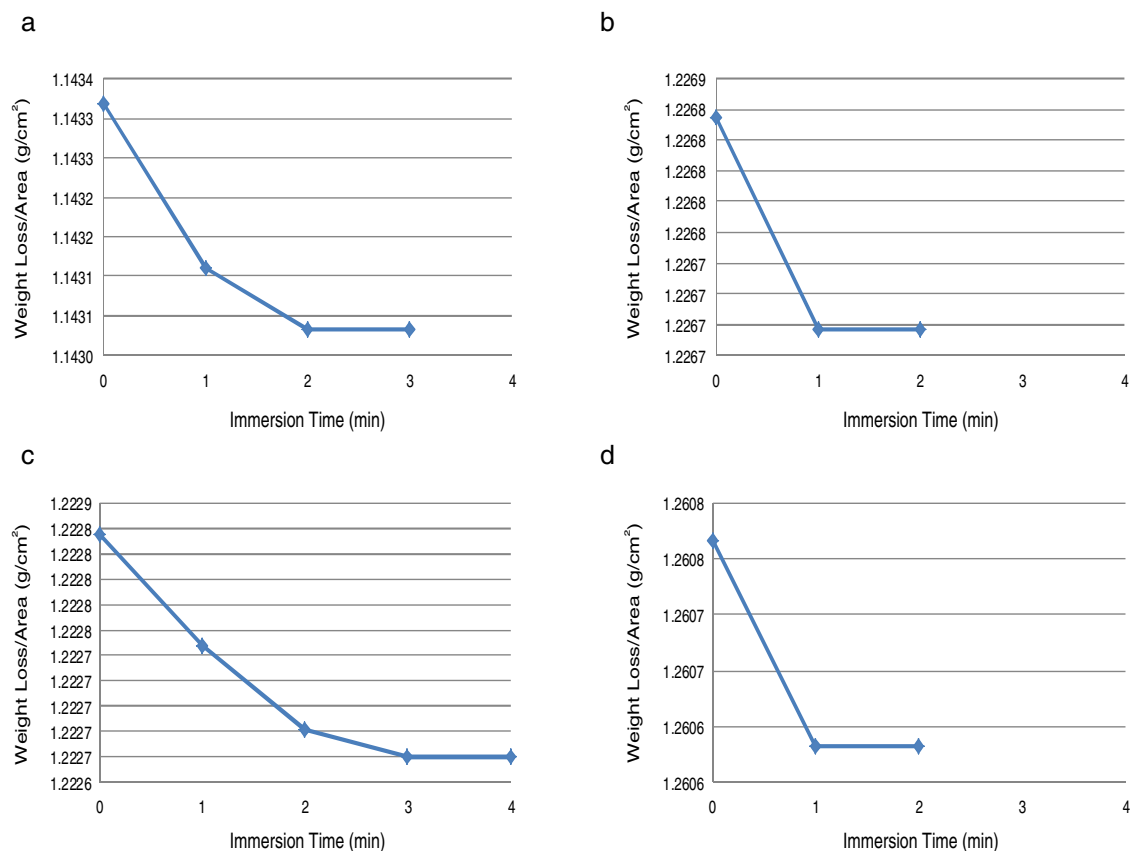 a
1.1434
1.1433
1.1433
1.1432
1.1432
1.1431
1.1431
1.1430
Weight Loss/Area (g/cm²)
0 1 2 3 4
Immersion Time (min)
b
1.2269
1.2268
1.2268
1.2268
1.2268
1.2268
1.2267
1.2267
1.2267
1.2267
Weight Loss/Area (g/cm²)
0 1 2 3 4
Immersion Time (min)
c
1.2229
1.2228
1.2228
1.2228
1.2228
1.2228
1.2227
1.2227
1.2227
1.2227
1.2227
1.2226
Weight Loss/Area (g/cm²)
0 1 2 3 4
Immersion Time (min)
d
1.2608
1.2608
1.2607
1.2607
1.2606
1.2606
Weight Loss/Area (g/cm²)
0 1 2 3 4
Immersion Time (min)